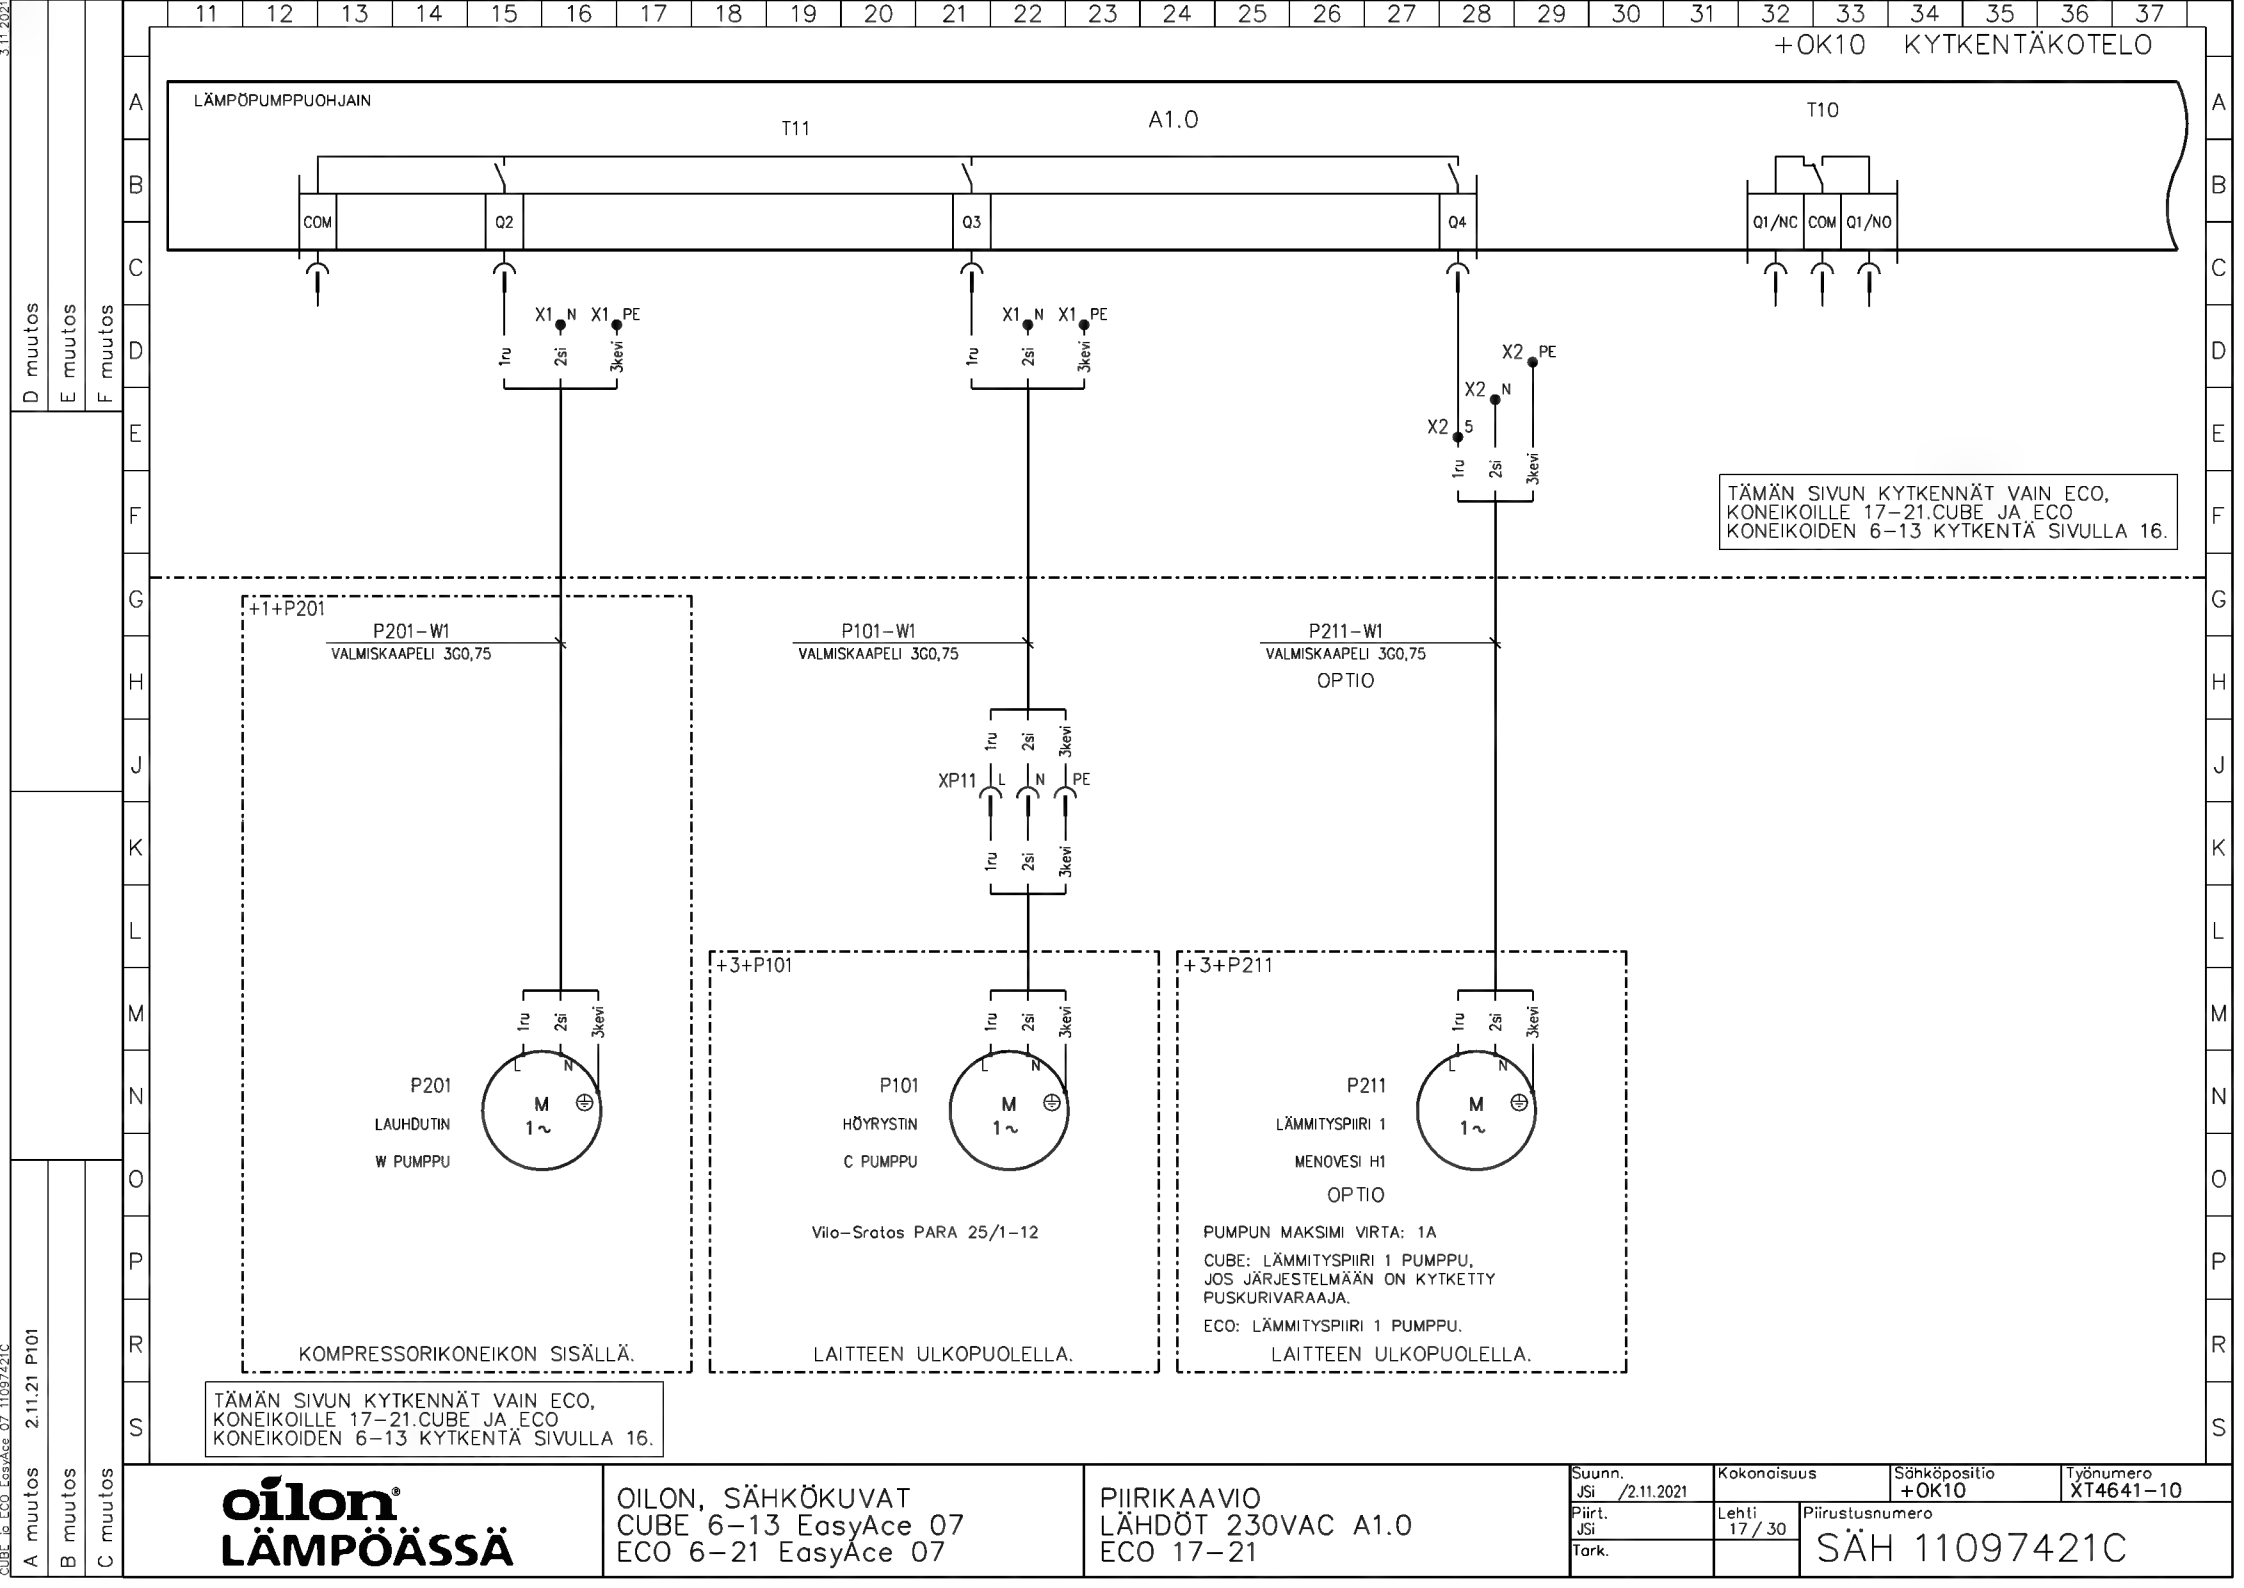 11 12 13 14 15 16 17 18 19 20 21 22 23 24 25 26 27 28 29 30 31 32 33 34 35 36 37
+OK10 KYTKENTÄKOTELO
A A
LÄMPÖPUMPPUOHJAIN
T11 A1.0 T10
B B
COM Q2 Q3 Q4 Q1/NC COM Q1/NO
C C
X1 N X1 PE X1 N X1 PE
D D
1ru 2si 3kevi 1ru 2si 3kevi
X2 PE
X2 N
X2 5
E E
1ru 2si 3kevi
TÄMÄN SIVUN KYTKENNÄT VAIN ECO,
KONEIKOILLE 17-21.CUBE JA ECO
KONEIKOIDEN 6-13 KYTKENTÄ SIVULLA 16.
F F
G G
+1+P201
P201-W1 P101-W1 P211-W1
VALMISKAAPELI 3G0,75 VALMISKAAPELI 3G0,75 VALMISKAAPELI 3G0,75
H H
OPTIO
1ru 2si 3kevi
J J
XP11 L N PE
K K
1ru 2si 3kevi
L L
+3+P101 +3+P211
M M
1ru 2si 3kevi 1ru 2si 3kevi 1ru 2si 3kevi
L N L N L N
N N
P201 M P101 M P211 M
LAUHDUTIN 1~ HÖYRYSTIN 1~ LÄMMITYSPIIRI 1 1~
W PUMPPU C PUMPPU MENOVESI H1
O O
OPTIO
Vilo-Sratos PARA 25/1-12
PUMPUN MAKSIMI VIRTA: 1A
P P
CUBE: LÄMMITYSPIIRI 1 PUMPPU,
JOS JÄRJESTELMÄÄN ON KYTKETTY
PUSKURIVARAAJA.
ECO: LÄMMITYSPIIRI 1 PUMPPU.
R R
KOMPRESSORIKONEIKON SISÄLLÄ. LAITTEEN ULKOPUOLELLA. LAITTEEN ULKOPUOLELLA.
TÄMÄN SIVUN KYTKENNÄT VAIN ECO,
KONEIKOILLE 17-21.CUBE JA ECO
KONEIKOIDEN 6-13 KYTKENTÄ SIVULLA 16.
S S
3.11.2021
D muutos
E muutos
F muutos
CUBE ja ECO EasyAce 07 11097421C
A muutos 2.11.21 P101
B muutos
C muutos
oilon®
LÄMPÖÄSSÄ
OILON, SÄHKÖKUVAT
CUBE 6-13 EasyAce 07
ECO 6-21 EasyAce 07
PIIRIKAAVIO
LÄHDÖT 230VAC A1.0
ECO 17-21
Suunn.
JSi /2.11.2021
Piirt.
JSi
Tark.
Kokonaisuus
Sähköpositio
+OK10
Työnumero
XT4641-10
Lehti
17/30
Piirustusnumero
SÄH 11097421C